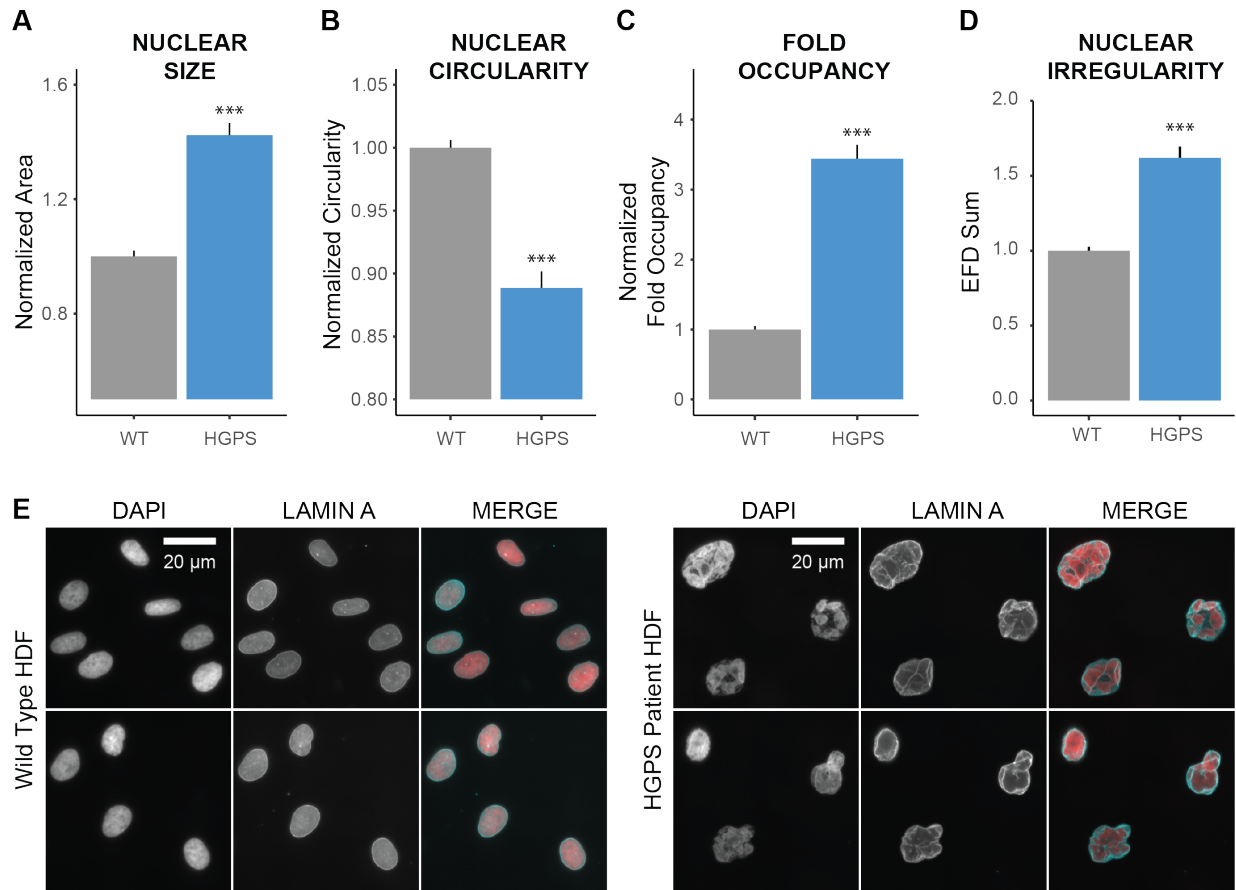 A
NUCLEAR
SIZE
Normalized Area
1.6
1.2
0.8
***
WT
HGPS
B
NUCLEAR
CIRCULARITY
Normalized Circularity
1.05
1.00
0.95
0.90
0.85
0.80
***
WT
HGPS
C
FOLD
OCCUPANCY
Normalized
Fold Occupancy
4
3
2
1
0
***
WT
HGPS
D
NUCLEAR
IRREGULARITY
EFD Sum
2.0
1.5
1.0
0.5
0.0
***
WT
HGPS
E
DAPI
LAMIN A
MERGE
20 µm
Wild Type HDF
DAPI
LAMIN A
MERGE
20 µm
HGPS Patient HDF